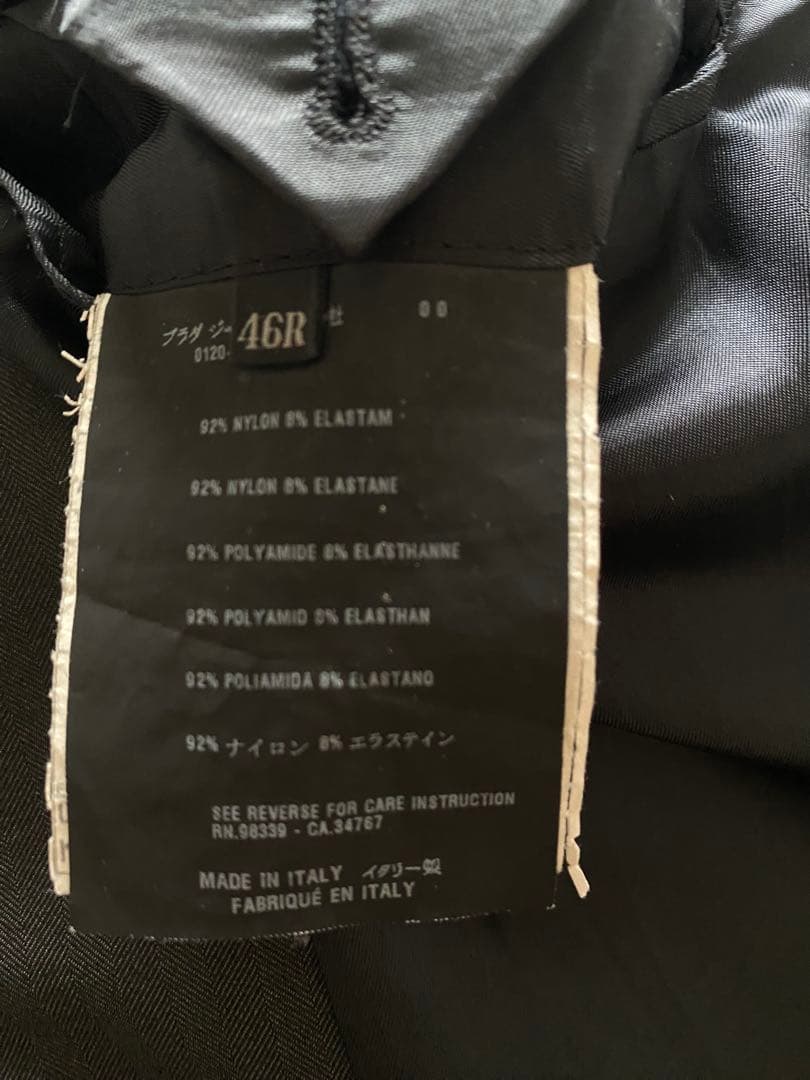 プラダ ジー 46R 社 00
0120-
92% NYLON 8% ELASTAM
92% NYLON 8% ELASTANE
92% POLYAMIDE 8% ELASTHANNE
92% POLYAMID 8% ELASTHAN
92% POLIAMIDA 8% ELASTANO
92% ナイロン 8% エラステイン
SEE REVERSE FOR CARE INSTRUCTION
RN.98339 - CA.34767
MADE IN ITALY イタリー製
FABRIQUÉ EN ITALY